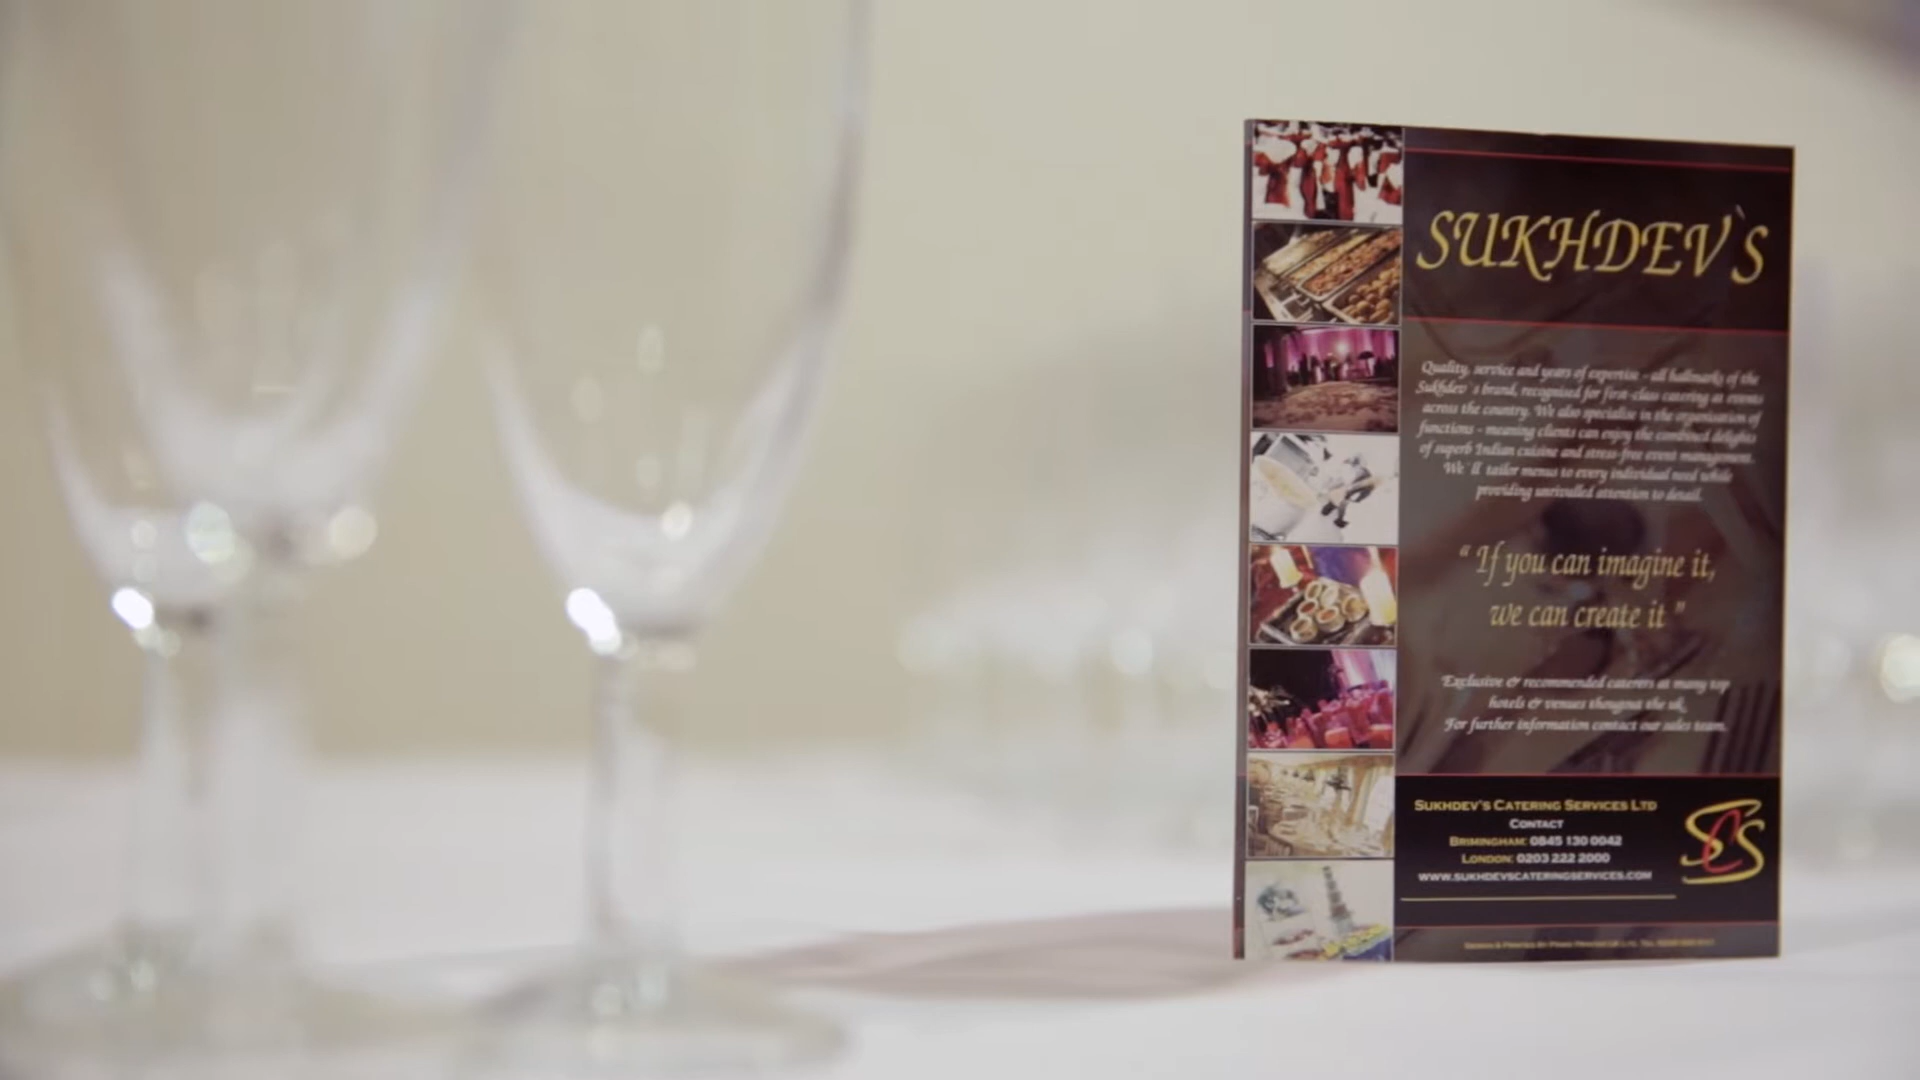 SUKHDEV`S
Quality, service and years of expertise - all hallmarks of the
Sukhdev`s brand, recognised for first-class catering at events
across the country. We also specialise in the organisation of
functions - meaning clients can enjoy the combined delights
of superb Indian cuisine and stress-free event management.
We`ll tailor menus to every individual need while
providing unrivalled attention to detail.
“ If you can imagine it,
we can create it ”
Exclusive & recommended caterers at many top
hotels & venues thougout the uk.
For further information contact our sales team.
SUKHDEV'S CATERING SERVICES LTD
CONTACT
BRIMINGHAM: 0845 130 0042
LONDON: 0203 222 2000
WWW.SUKHDEVSCATERINGSERVICES.COM
SCS